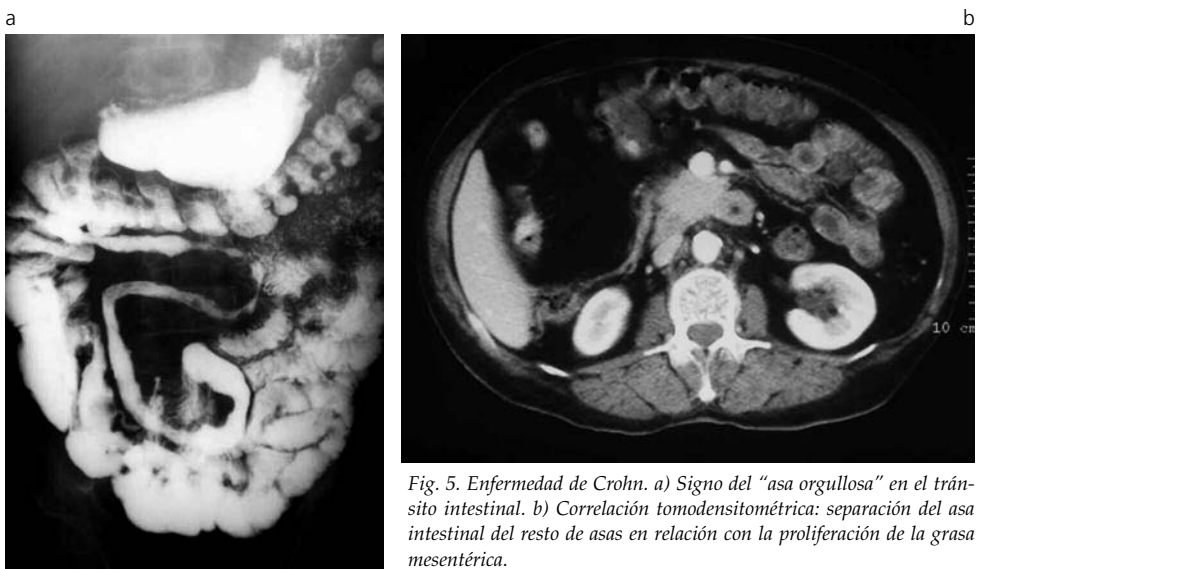 a
b
10 cm
Fig. 5. Enfermedad de Crohn. a) Signo del “asa orgullosa” en el trán-
sito intestinal. b) Correlación tomodensitométrica: separación del asa
intestinal del resto de asas en relación con la proliferación de la grasa
mesentérica.